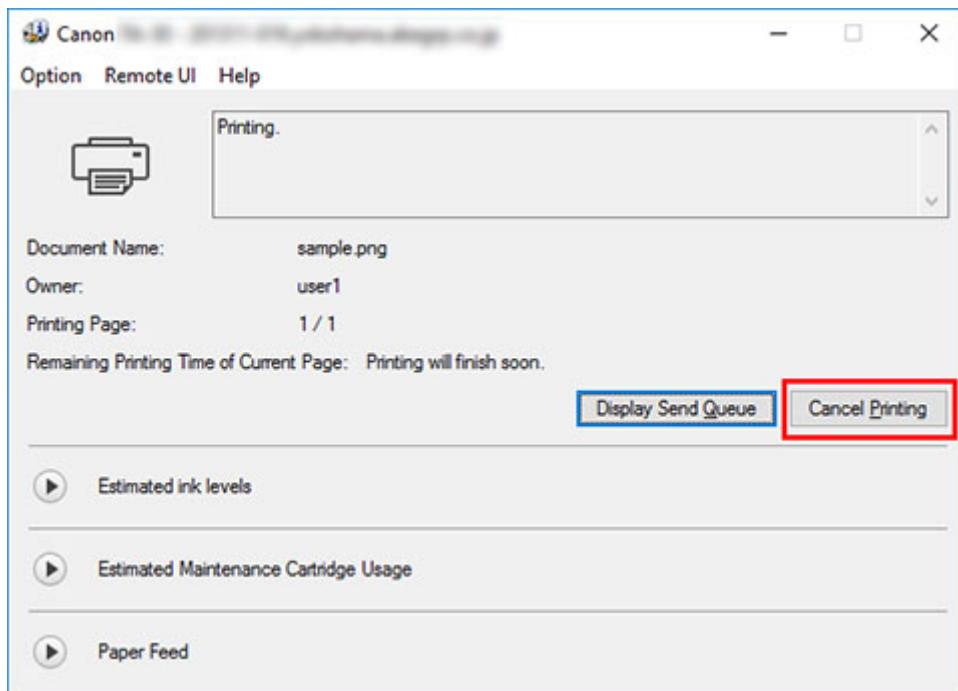 Canon
Option Remote UI Help
Printing.
Document Name: sample.png
Owner: user1
Printing Page: 1 / 1
Remaining Printing Time of Current Page: Printing will finish soon.
Display Send Queue Cancel Printing
Estimated ink levels
Estimated Maintenance Cartridge Usage
Paper Feed